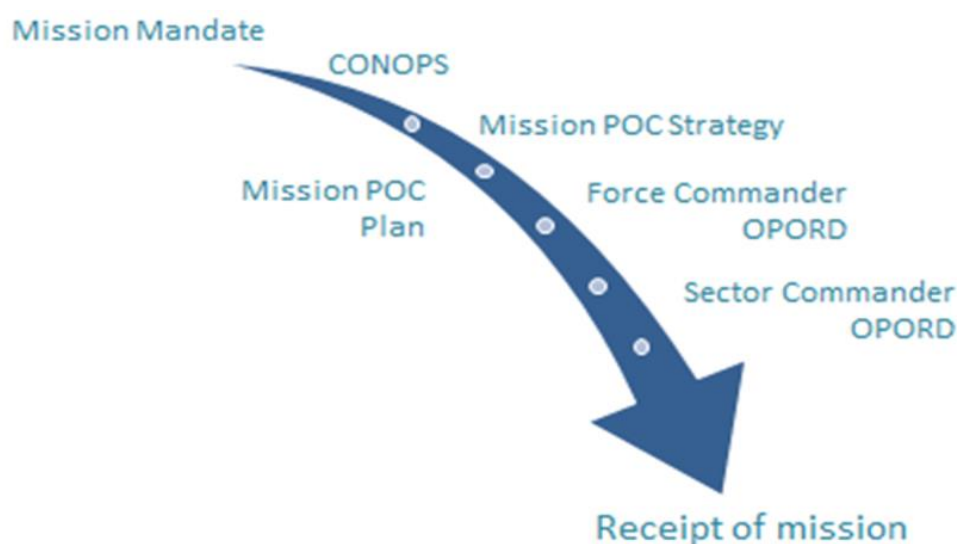 Mission Mandate
CONOPS
Mission POC Strategy
Mission POC
Plan
Force Commander
OPORD
Sector Commander
OPORD
Receipt of mission